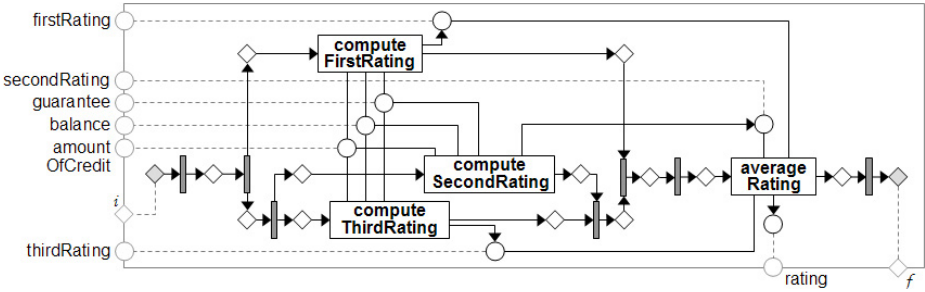 firstRating
compute
FirstRating
secondRating
guarantee
balance
amount
OfCredit
compute
SecondRating
average
Rating
i
compute
ThirdRating
thirdRating
rating
f